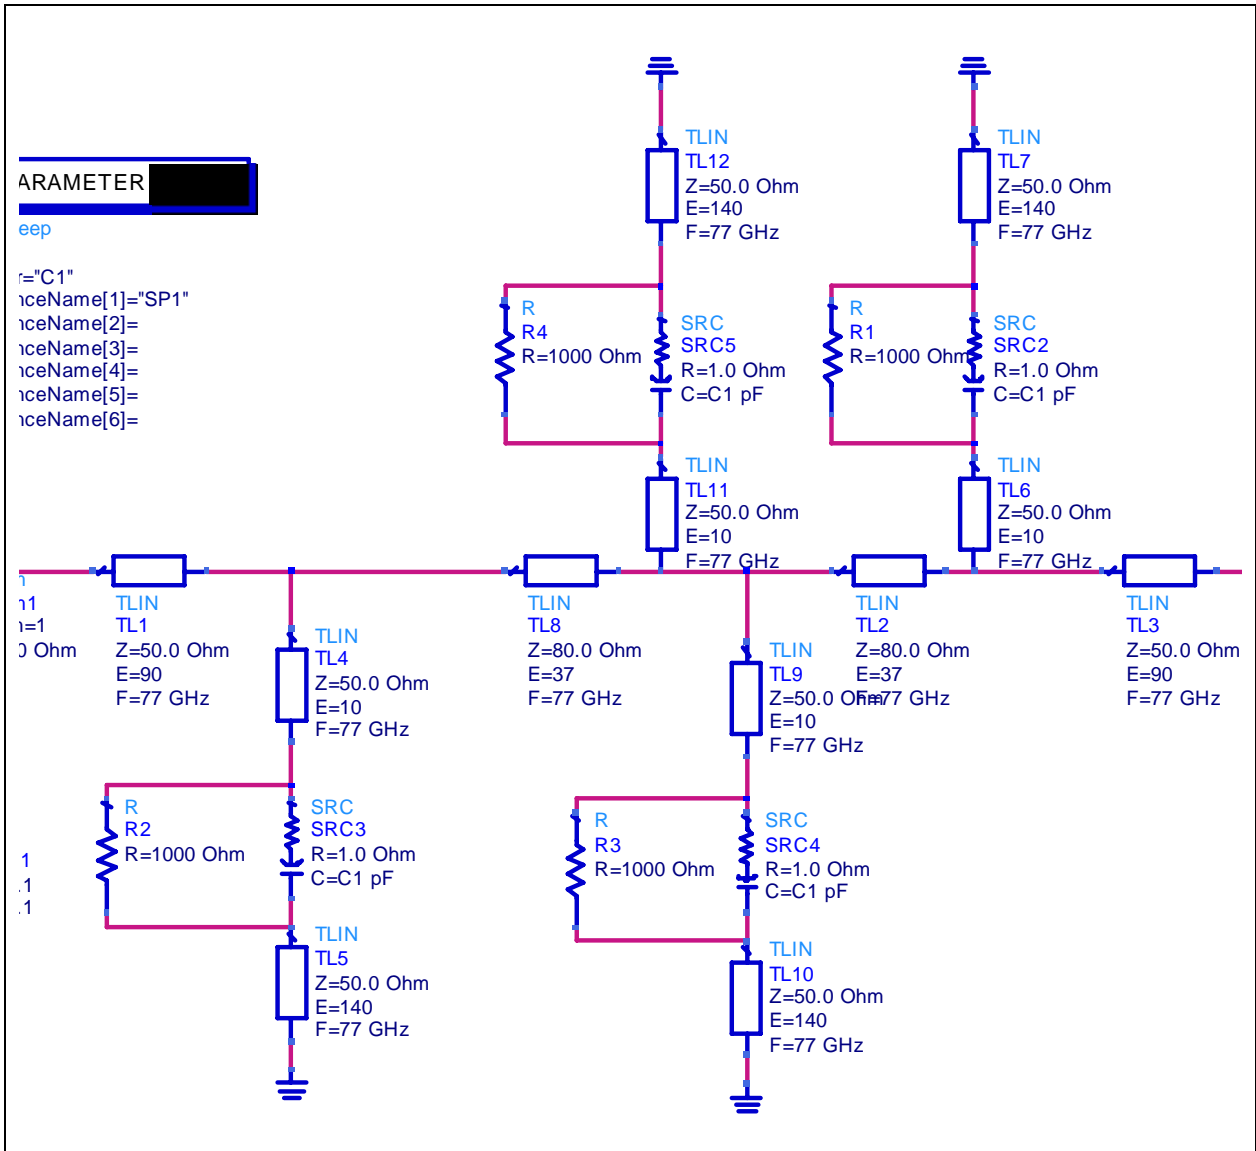 ARAMETER
eep
r="C1"
nceName[1]="SP1"
nceName[2]=
nceName[3]=
nceName[4]=
nceName[5]=
nceName[6]=
TLIN
TL12
Z=50.0 Ohm
E=140
F=77 GHz
TLIN
TL7
Z=50.0 Ohm
E=140
F=77 GHz
R
R4
R=1000 Ohm
SRC
SRC5
R=1.0 Ohm
C=C1 pF
R
R1
R=1000 Ohm
SRC
SRC2
R=1.0 Ohm
C=C1 pF
TLIN
TL11
Z=50.0 Ohm
E=10
F=77 GHz
TLIN
TL6
Z=50.0 Ohm
E=10
F=77 GHz
n1
n=1
0 Ohm
TLIN
TL1
Z=50.0 Ohm
E=90
F=77 GHz
TLIN
TL4
Z=50.0 Ohm
E=10
F=77 GHz
TLIN
TL8
Z=80.0 Ohm
E=37
F=77 GHz
TLIN
TL9
Z=50.0 Ohm
E=10
F=77 GHz
TLIN
TL2
Z=80.0 Ohm
E=37
F=77 GHz
TLIN
TL3
Z=50.0 Ohm
E=90
F=77 GHz
R
R2
R=1000 Ohm
SRC
SRC3
R=1.0 Ohm
C=C1 pF
R
R3
R=1000 Ohm
SRC
SRC4
R=1.0 Ohm
C=C1 pF
1
.1
.1
TLIN
TL5
Z=50.0 Ohm
E=140
F=77 GHz
TLIN
TL10
Z=50.0 Ohm
E=140
F=77 GHz